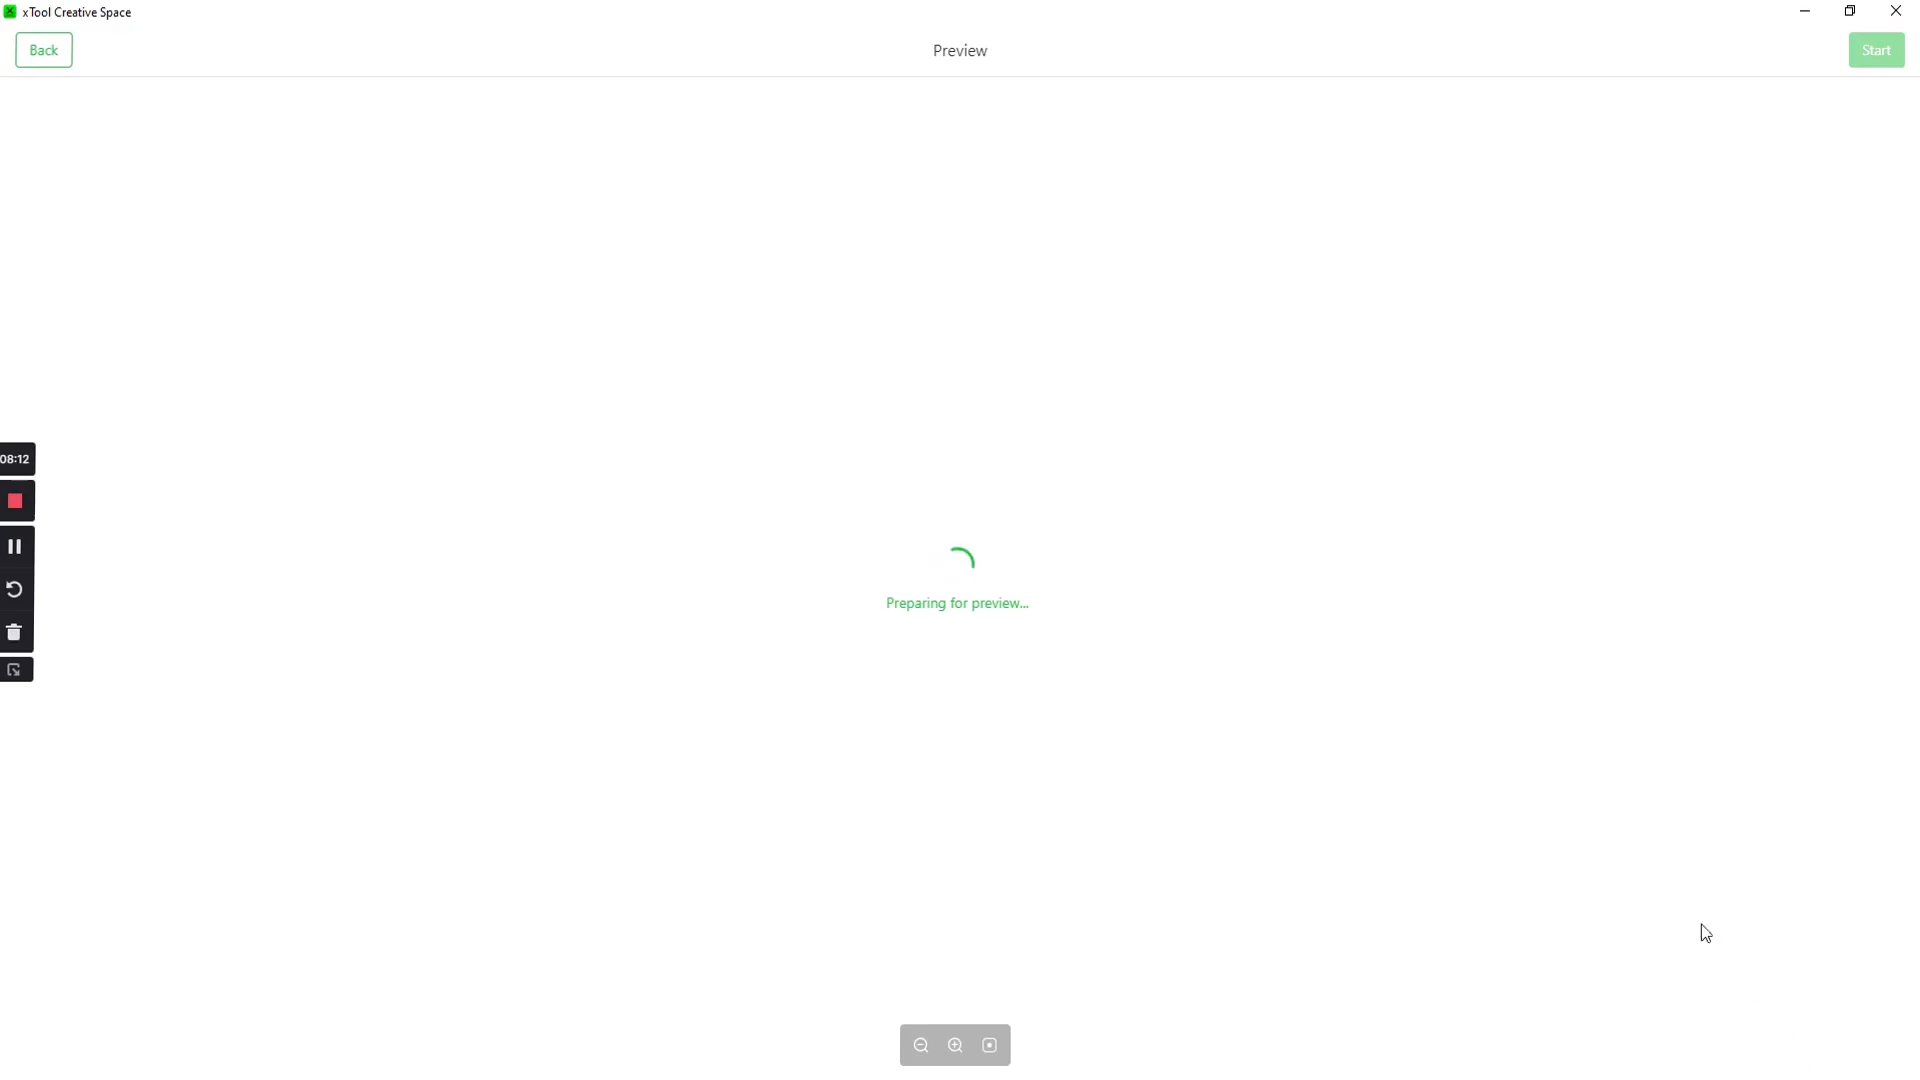 xTool Creative Space
Back
Preview
Start
08:12
Preparing for preview...